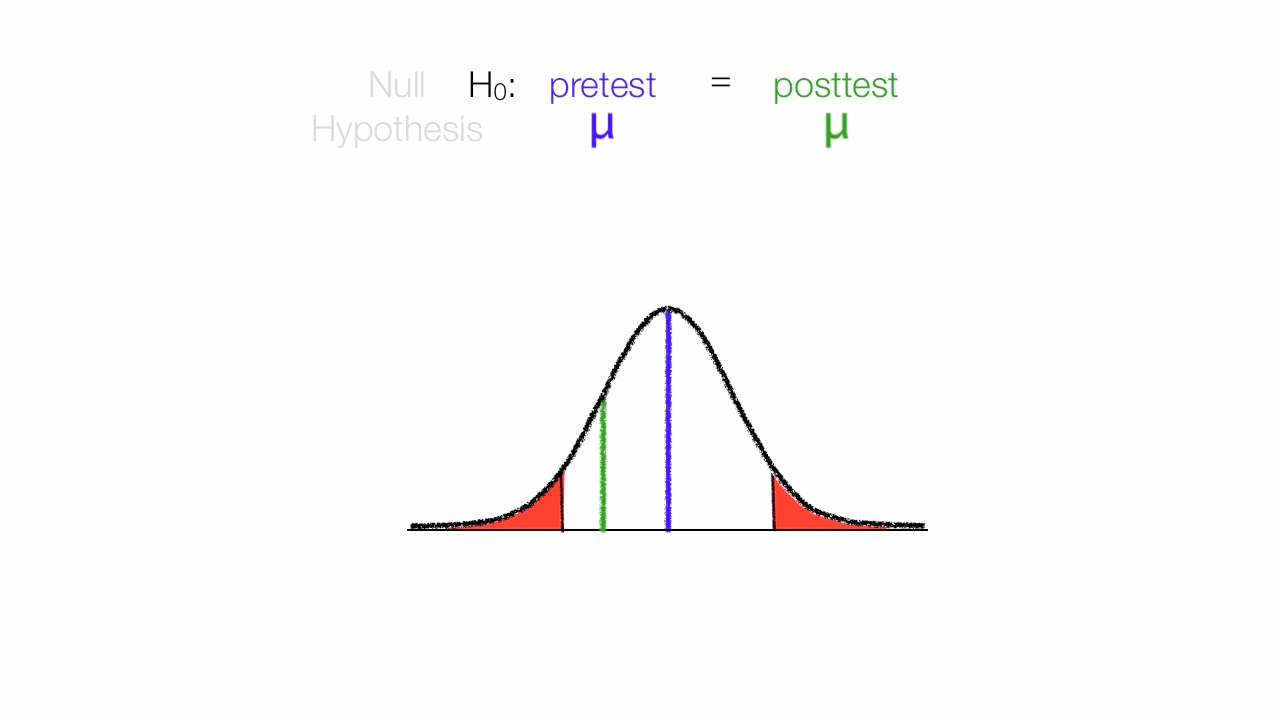 Null H₀: pretest = posttest
Hypothesis μ μ